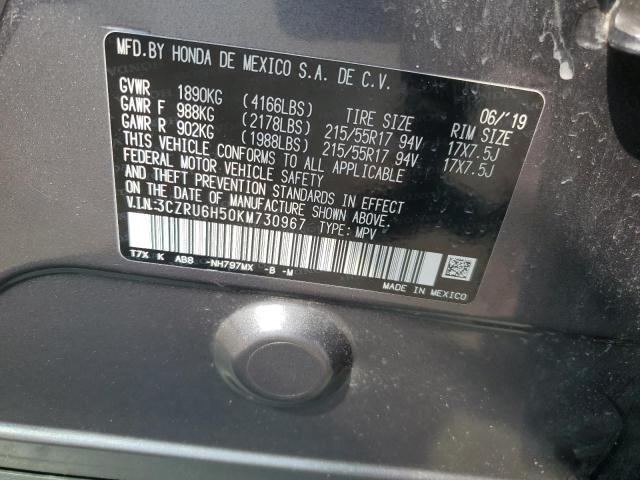 MFD.BY HONDA DE MEXICO S.A. DE C.V.
06/'19
GVWR 1890KG (4166LBS) TIRE SIZE RIM SIZE
GAWR F 988KG (2178LBS) 215/55R17 94V 17X7.5J
GAWR R 902KG (1988LBS) 215/55R17 94V 17X7.5J
THIS VEHICLE CONFORMS TO ALL APPLICABLE
FEDERAL MOTOR VEHICLE SAFETY
AND THEFT PREVENTION STANDARDS IN EFFECT
ON THE DATE OF MANUFACTURE SHOWN ABOVE.
V.I.N:3CZRU6H50KM730967 TYPE: MPV
T7X K AB8 -NH797MX -B -M
MADE IN MEXICO